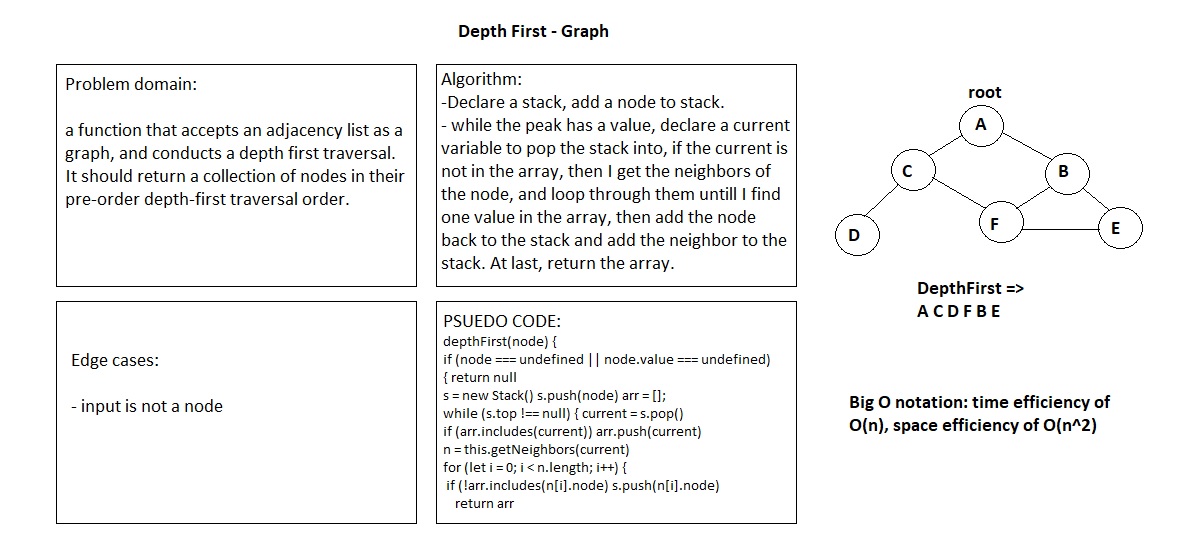 Depth First - Graph
Problem domain:
a function that accepts an adjacency list as a
graph, and conducts a depth first traversal.
It should return a collection of nodes in their
pre-order depth-first traversal order.
Algorithm:
-Declare a stack, add a node to stack.
- while the peak has a value, declare a current
variable to pop the stack into, if the current is
not in the array, then I get the neighbors of
the node, and loop through them untill I find
one value in the array, then add the node
back to the stack and add the neighbor to the
stack. At last, return the array.
root
A
C
B
D
F
E
DepthFirst =>
A C D F B E
Edge cases:
- input is not a node
PSUEDO CODE:
depthFirst(node) {
if (node === undefined || node.value === undefined)
{ return null
s = new Stack() s.push(node) arr = [];
while (s.top !== null) { current = s.pop()
if (arr.includes(current)) arr.push(current)
n = this.getNeighbors(current)
for (let i = 0; i < n.length; i++) {
if (!arr.includes(n[i].node) s.push(n[i].node)
return arr
Big O notation: time efficiency of
O(n), space efficiency of O(n^2)